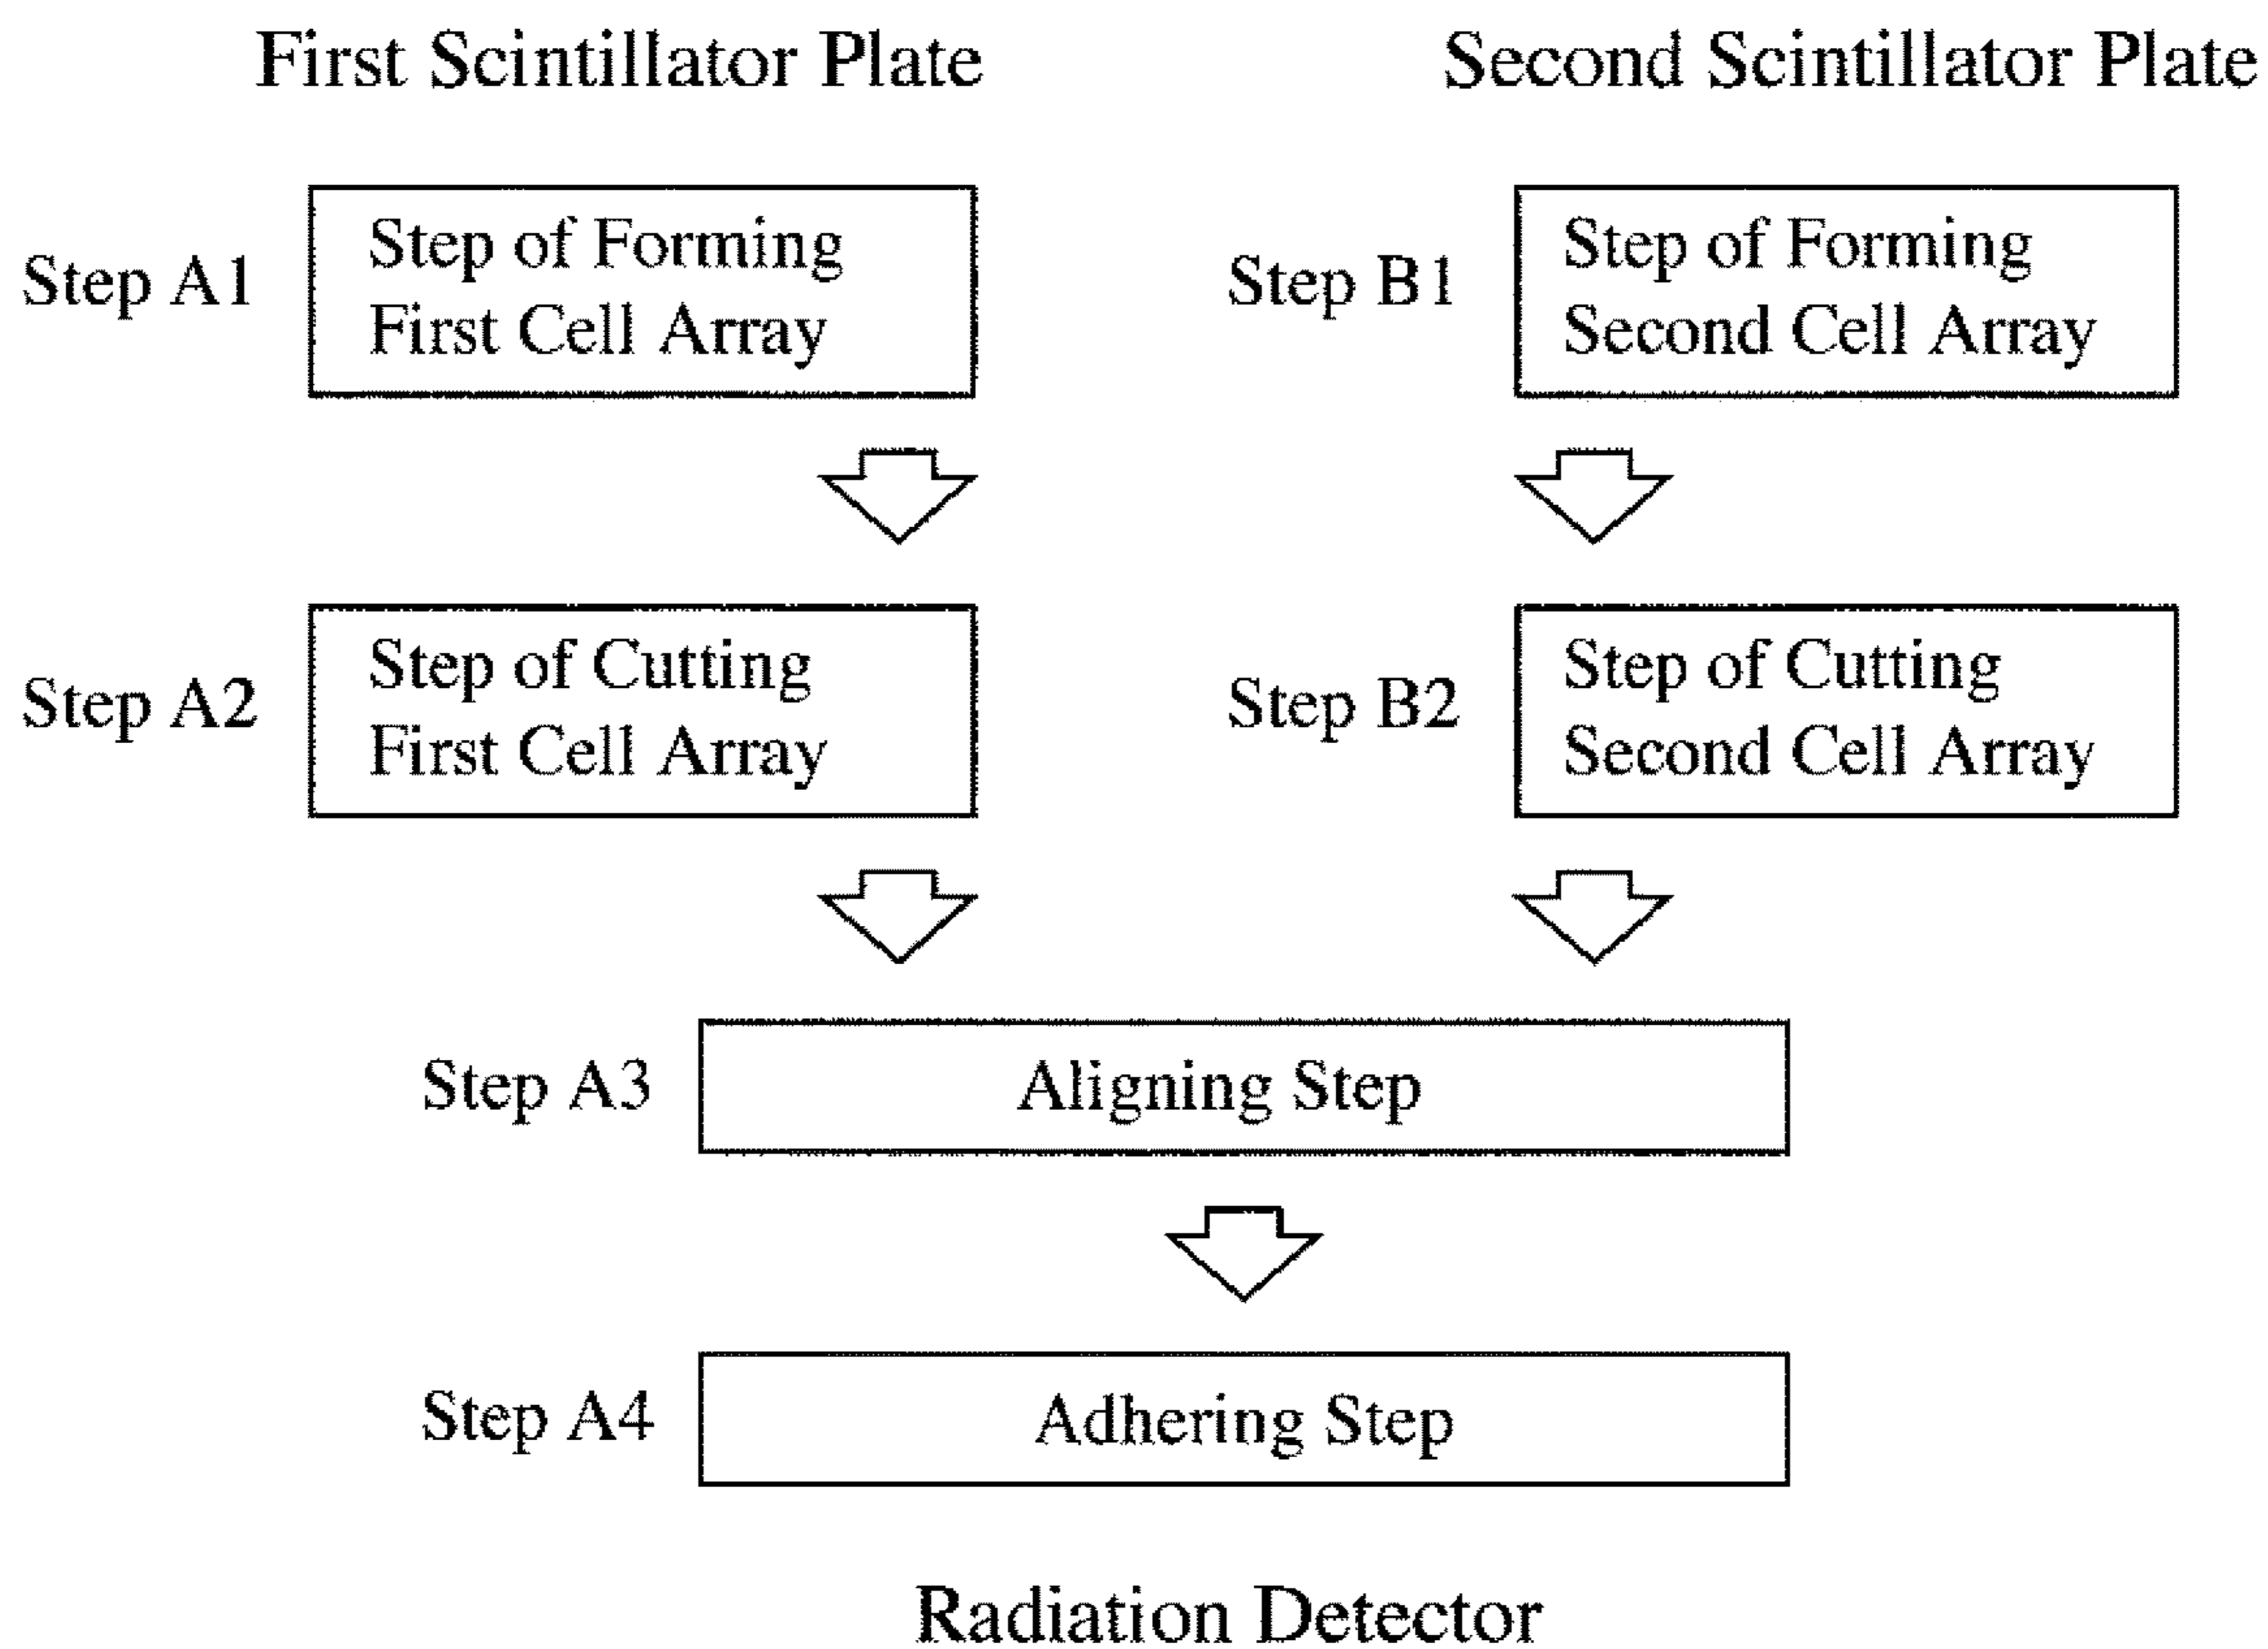 First Scintillator Plate
Second Scintillator Plate
Step A1
Step of Forming
First Cell Array
Step B1
Step of Forming
Second Cell Array
Step A2
Step of Cutting
First Cell Array
Step B2
Step of Cutting
Second Cell Array
Step A3
Aligning Step
Step A4
Adhering Step
Radiation Detector